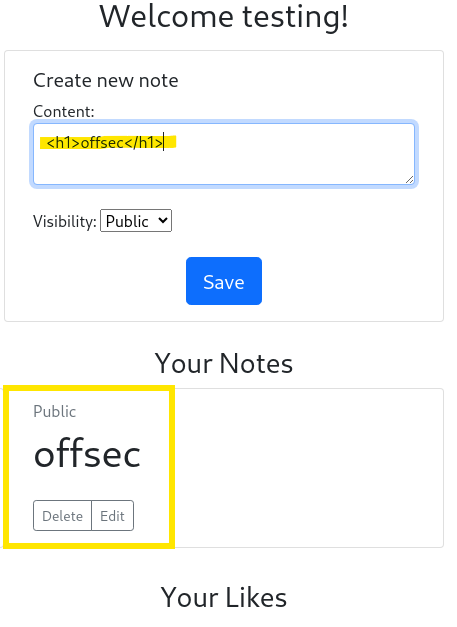 Welcome testing!
Create new note
Content:
<h1>offsec</h1>
Visibility: Public
Save
Your Notes
Public
offsec
Delete Edit
Your Likes